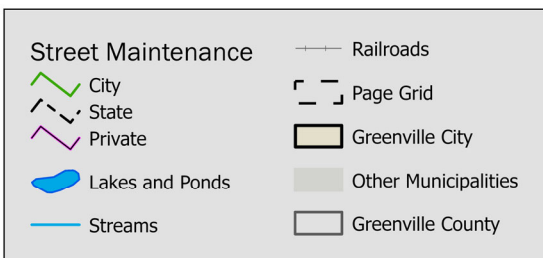 Street Maintenance
City
State
Private
Lakes and Ponds
Streams
Railroads
Page Grid
Greenville City
Other Municipalities
Greenville County